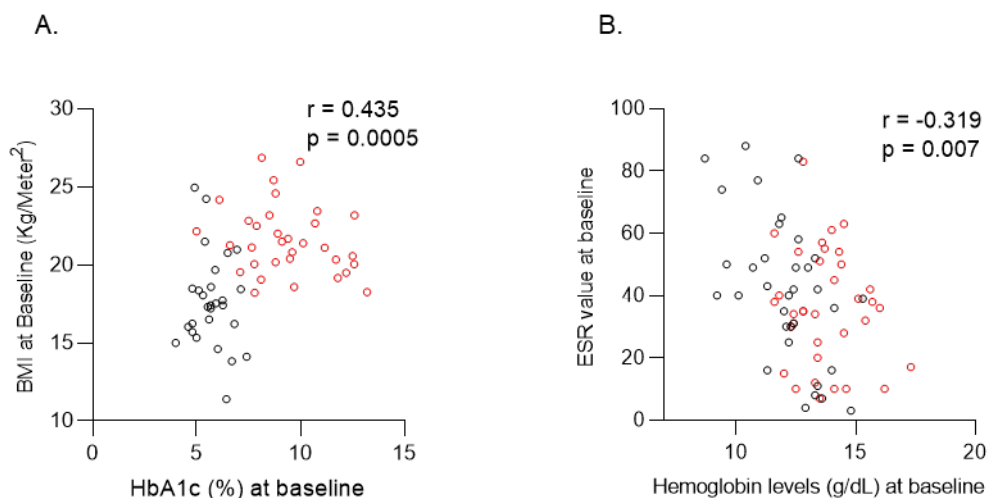 A.
r = 0.435
p = 0.0005
BMI at Baseline (Kg/Meter²)
30
25
20
15
10
0 5 10 15
HbA1c (%) at baseline
B.
r = -0.319
p = 0.007
ESR value at baseline
100
80
60
40
20
0
10 15 20
Hemoglobin levels (g/dL) at baseline